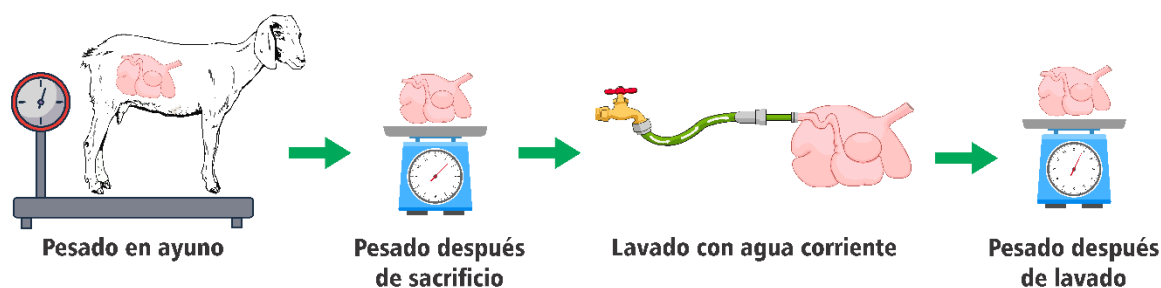 Pesado en ayuno
Pesado después
de sacrificio
Lavado con agua corriente
Pesado después
de lavado